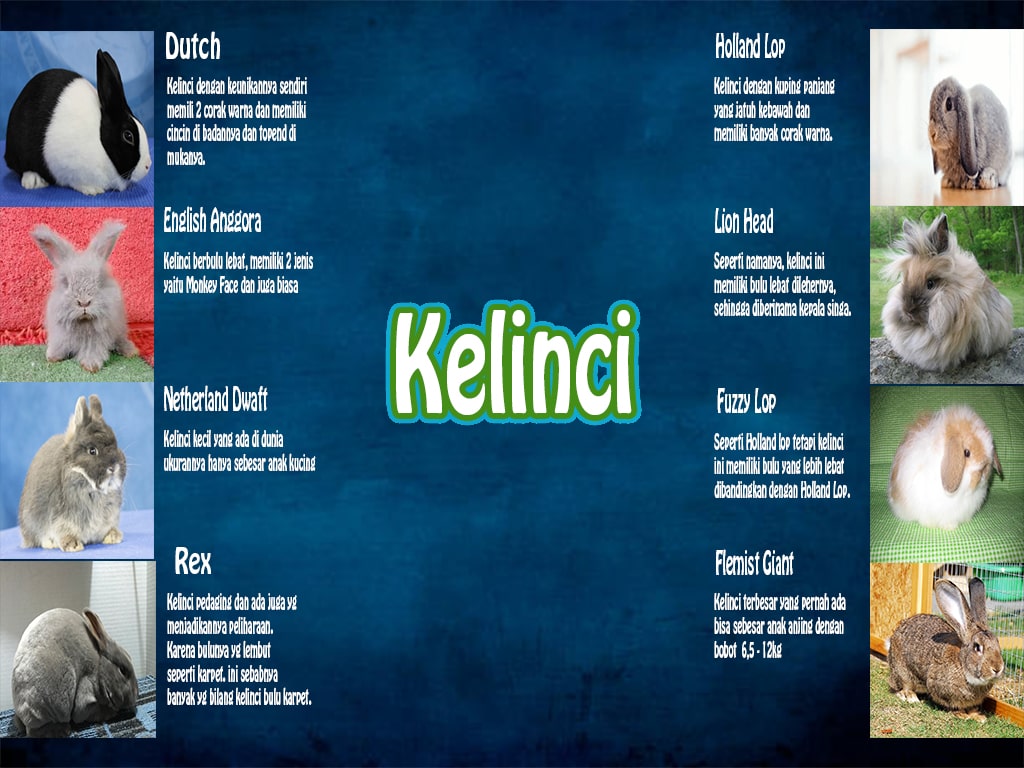 Dutch
Kelinci dengan keunikannya sendiri
memili 2 corak warna dan memiliki
cincin di badannya dan topend di
mukanya.
English Anggora
Kelinci berbulu lebat, memiliki 2 jenis
yaitu Monkey Face dan juga biasa
Netherland Dwaft
Kelinci kecil yang ada di dunia
ukurannya hanya sebesar anak kucing
Rex
Kelinci pedaging dan ada juga yg
menjadikannya peliharaan.
Karena bulunya yg lembut
seperti karpet. ini sebabnya
banyak yg bilang kelinci bulu karpet.
Kelinci
Holland Lop
Kelinci dengan kuping panjang
yang jatuh kebawah dan
memiliki banyak corak warna.
Lion Head
Seperti namanya, kelinci ini
memiliki bulu lebat dilehernya,
sehingga diberinama kepala singa.
Fuzzy Lop
Seperti Holland lop tetapi kelinci
ini memiliki bulu yang lebih lebat
dibandingkan dengan Holland Lop.
Flemist Giant
Kelinci terbesar yang pernah ada
bisa sebesar anak anjing dengan
bobot 6,5 - 12kg